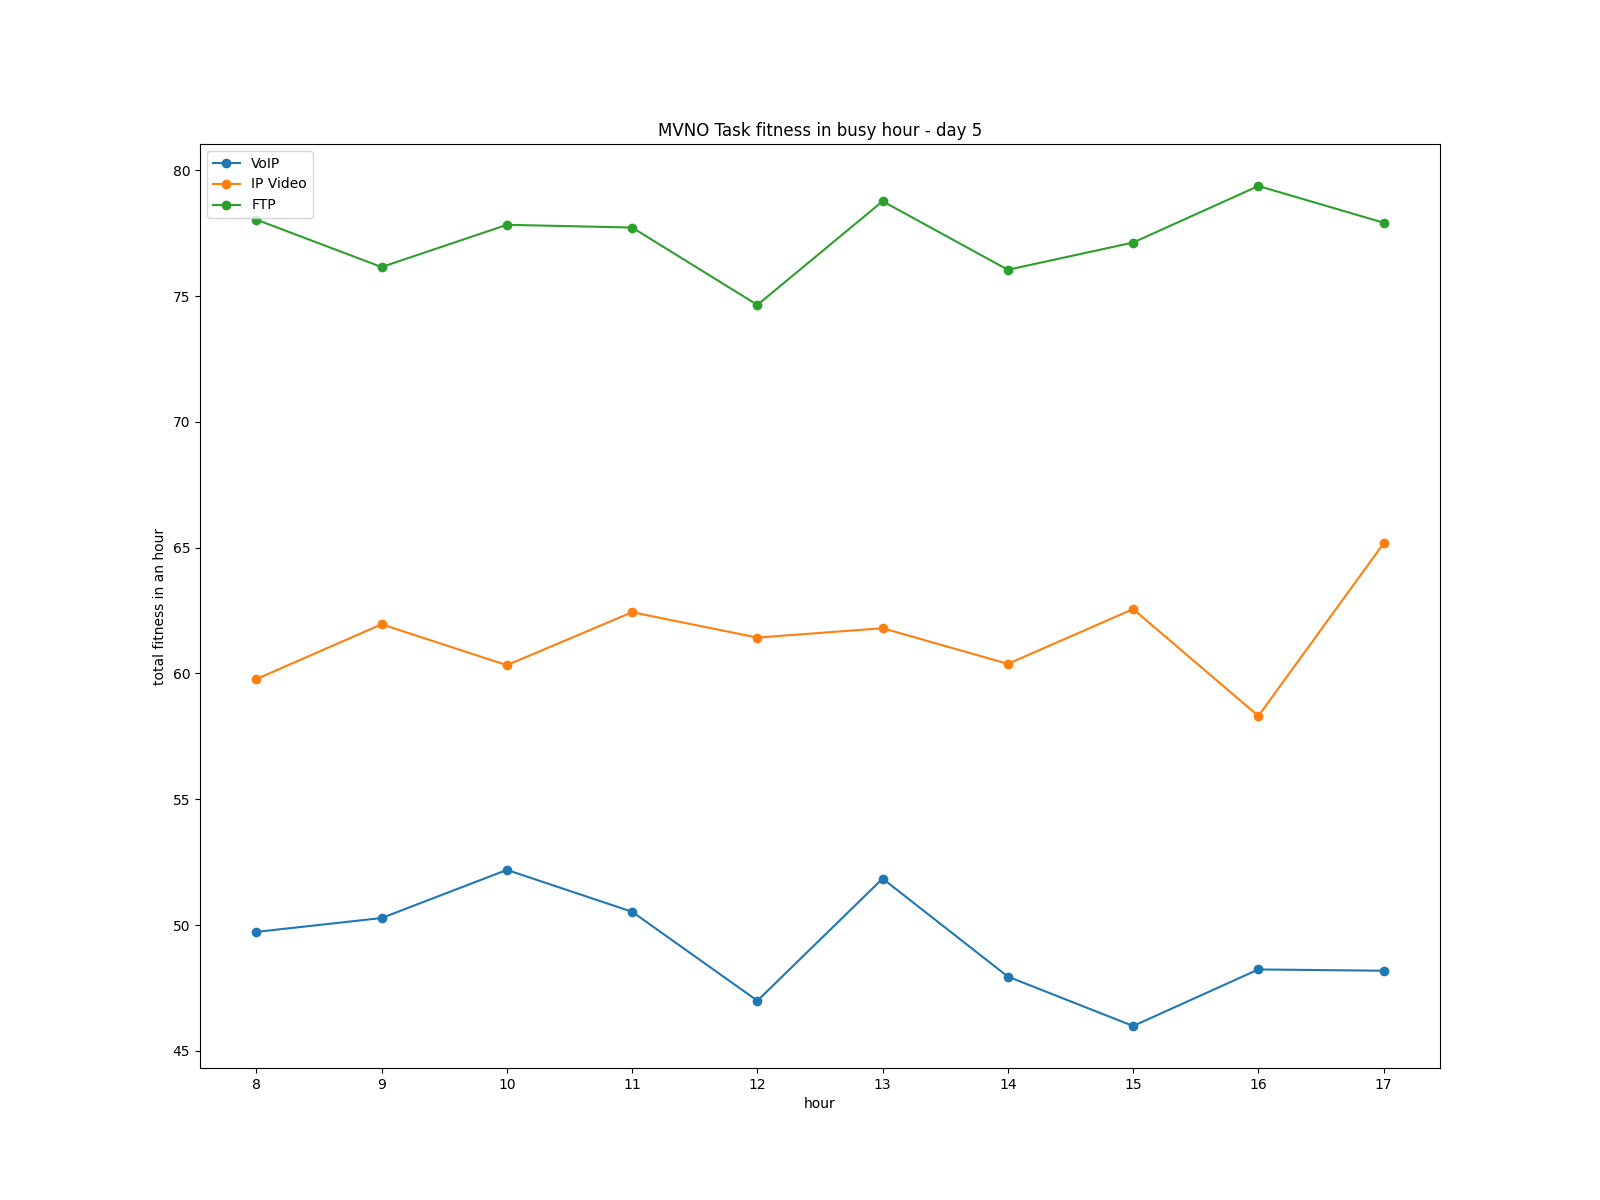 MVNO Task fitness in busy hour - day 5
VoIP
IP Video
FTP
80
75
70
65
60
55
50
45
total fitness in an hour
8 9 10 11 12 13 14 15 16 17
hour